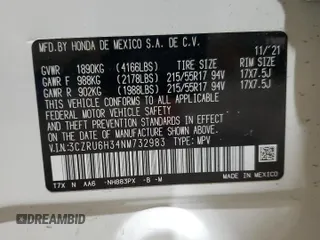 MFD.BY HONDA DE MEXICO S.A. DE C.V.
11/'21
GVWR 1890KG (4166LBS) TIRE SIZE RIM SIZE
GAWR F 988KG (2178LBS) 215/55R17 94V 17X7.5J
GAWR R 902KG (1988LBS) 215/55R17 94V 17X7.5J
THIS VEHICLE CONFORMS TO ALL APPLICABLE
FEDERAL MOTOR VEHICLE SAFETY, BUMPER,
AND THEFT PREVENTION STANDARDS IN
EFFECT ON THE DATE OF MANUFACTURE
SHOWN ABOVE.
V.I.N:3CZRU6H34NM732983 TYPE: MPV
MADE IN MEXICO
T7X N AA6 NH883PX -B -M
©DREAMBID